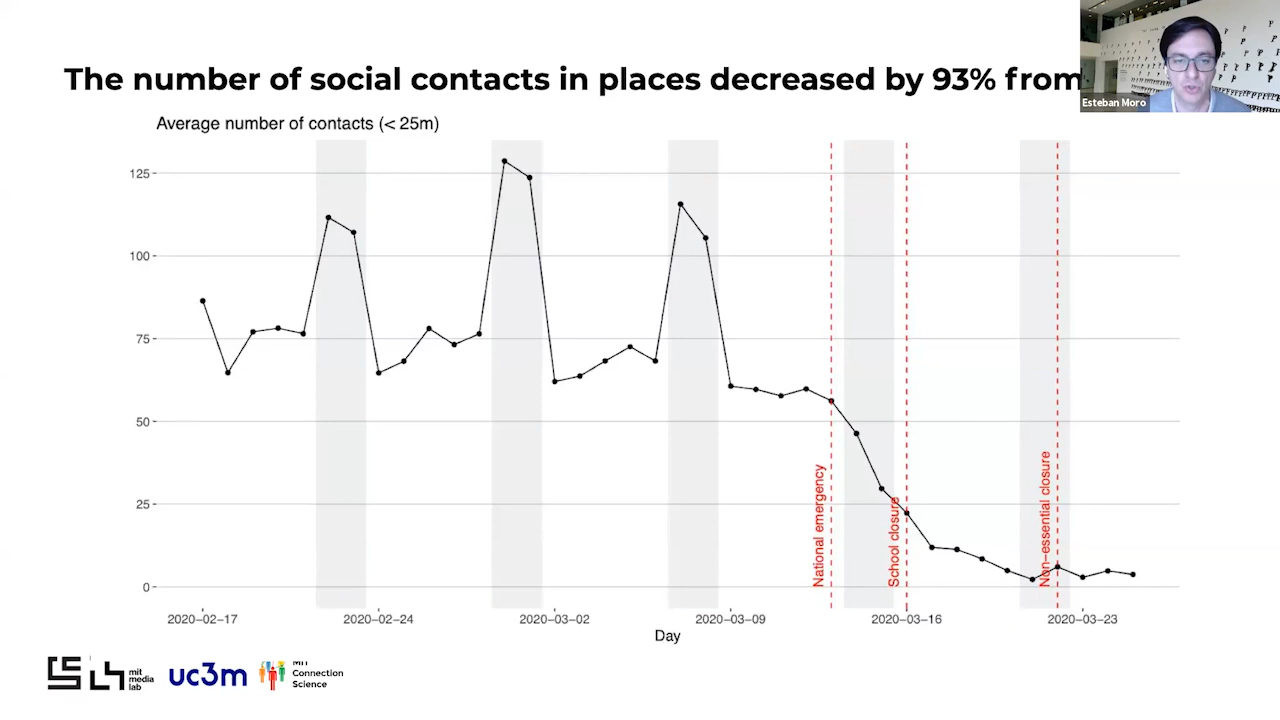 The number of social contacts in places decreased by 93% from
Esteban Moro
Average number of contacts (< 25m)
125
100
75
50
25
0
National emergency
School closure
Non-essential closure
2020-02-17
2020-02-24
2020-03-02
2020-03-09
2020-03-16
2020-03-23
Day
mit
media
lab
uc3m
MIT
Connection
Science